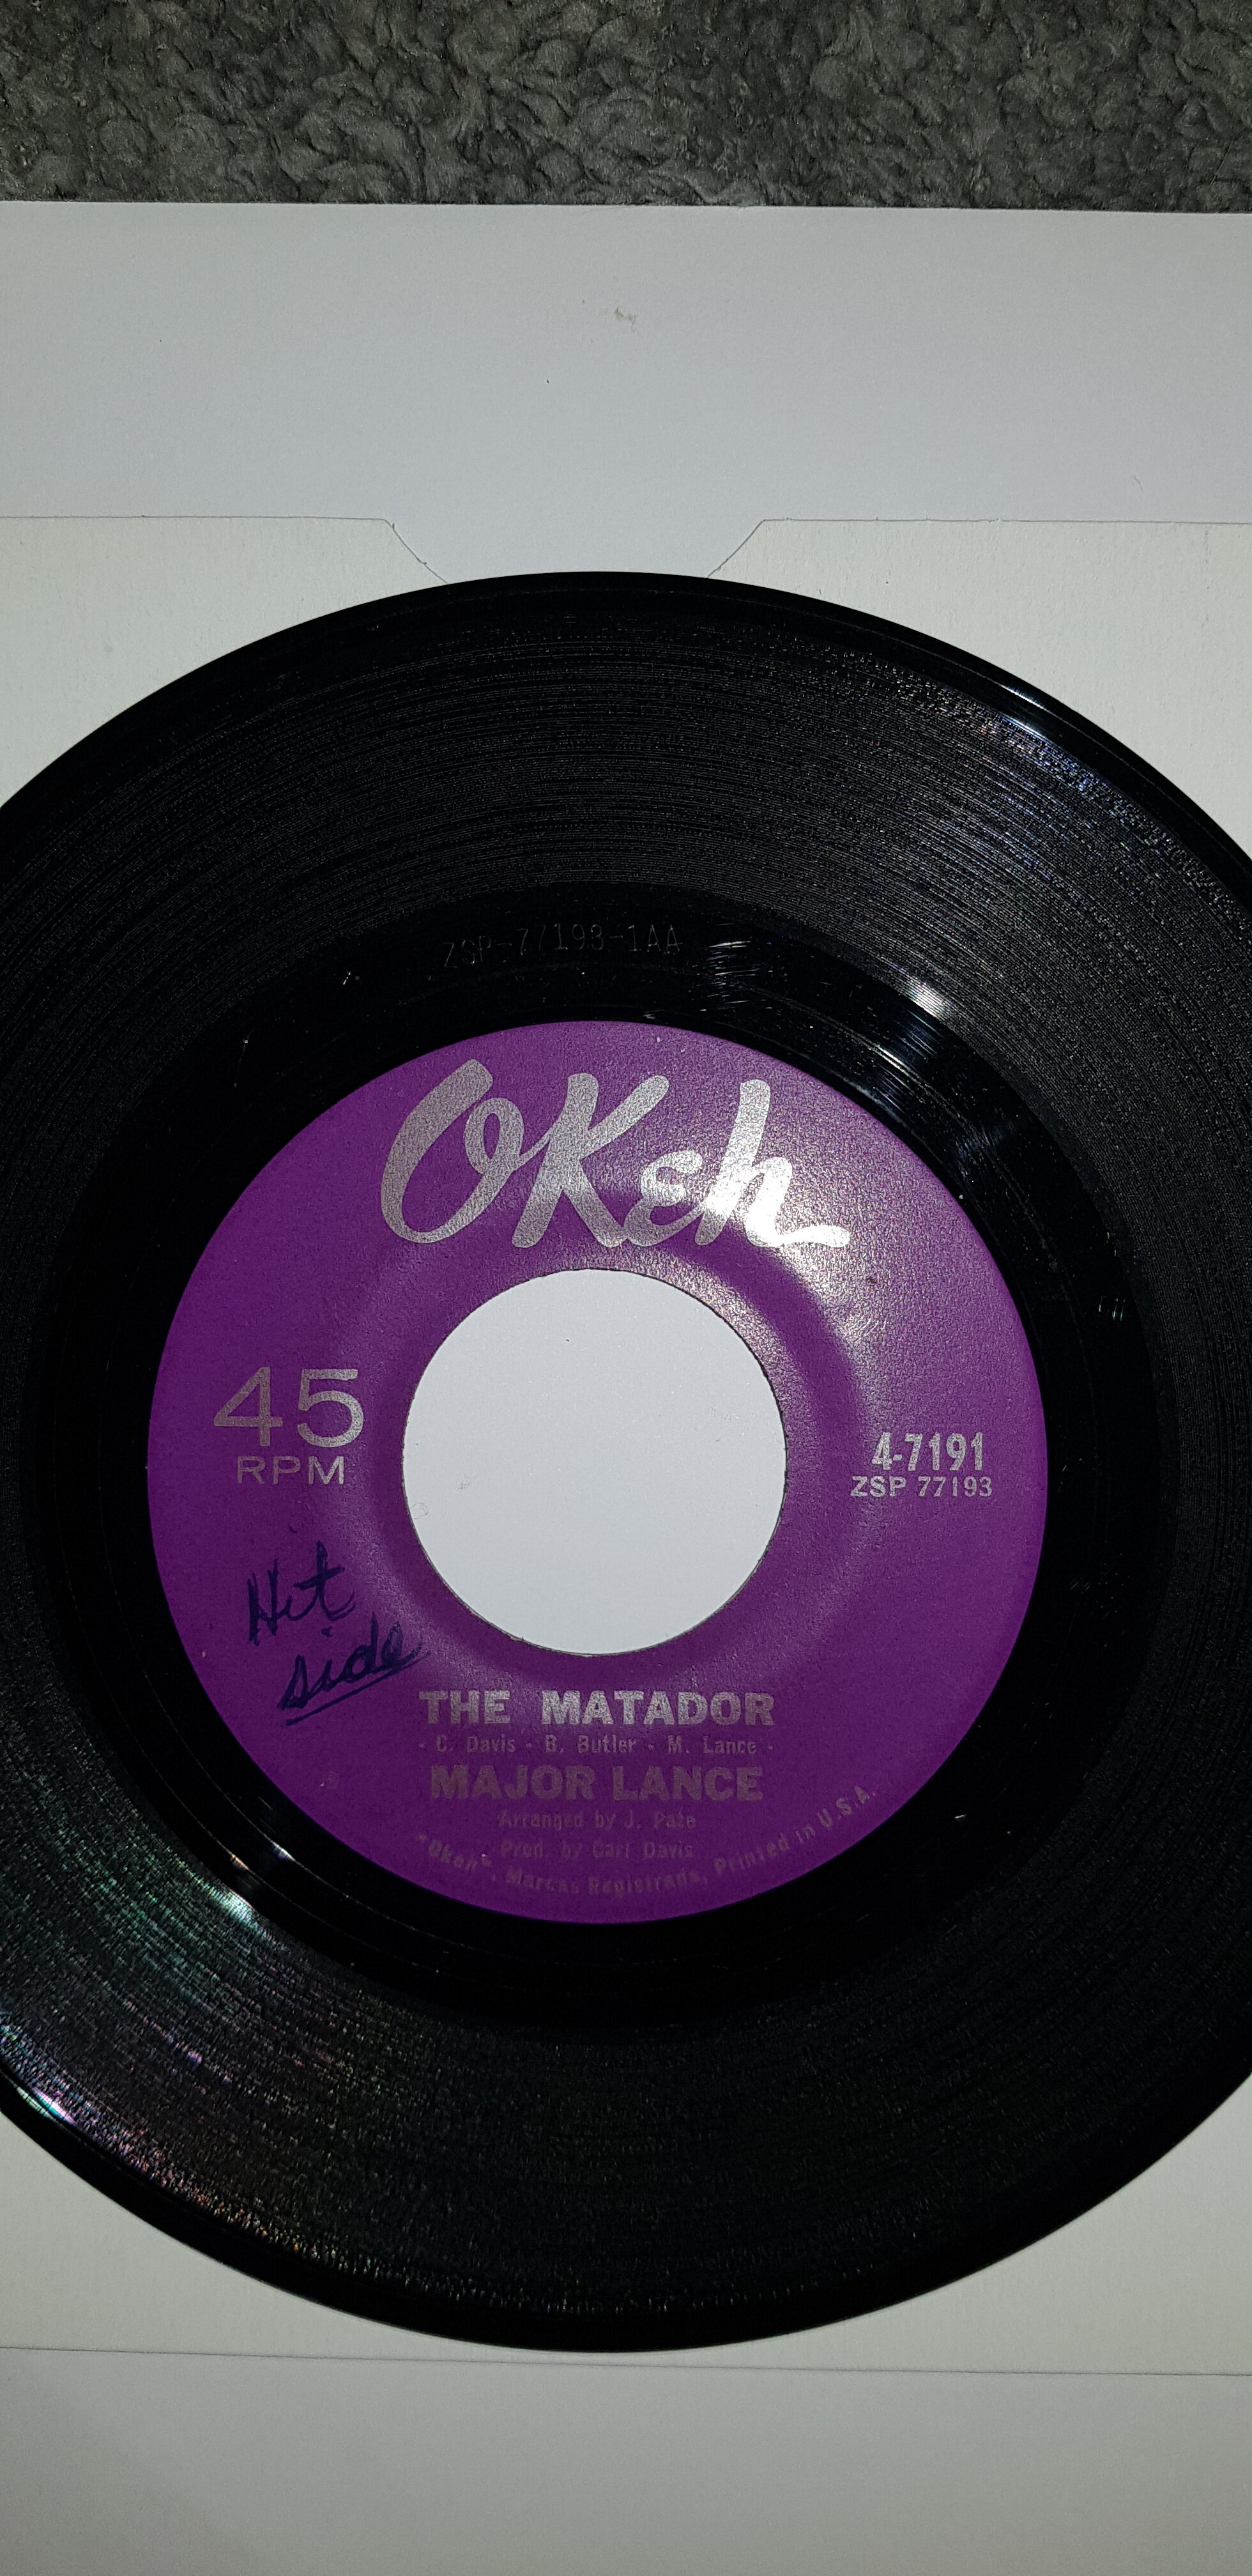 ZSP-77193-1AA
OKeh
45
RPM
4-7191
ZSP 77193
Hit
side
THE MATADOR
- C. Davis - B. Butler - M. Lance -
MAJOR LANCE
Arranged by J. Pate
Prod. by Carl Davis
"Okeh", Marcas Registrada, Printed in U.S.A.